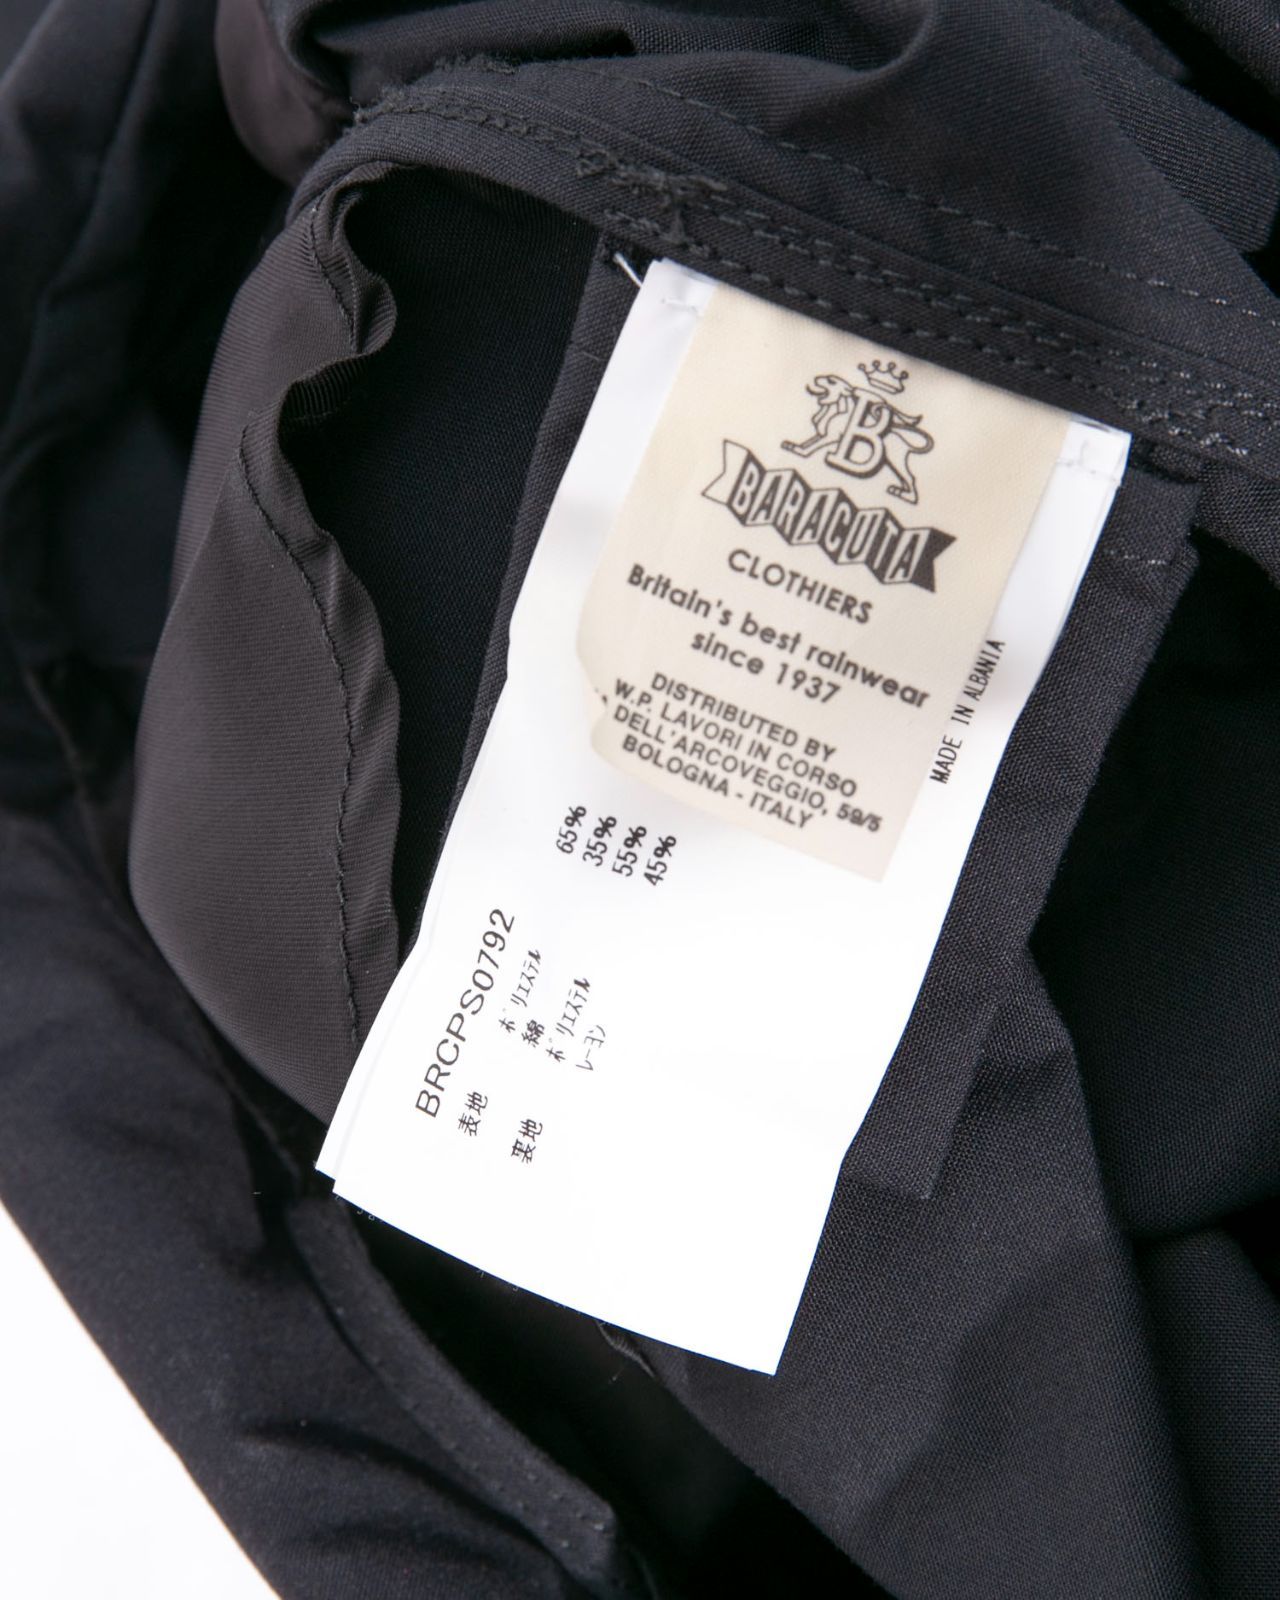 B
BARACUTA
CLOTHIERS
Britain's best rainwear
since 1937
DISTRIBUTED BY
W.P. LAVORI IN CORSO
DELL'ARCOVEGGIO, 59/5
BOLOGNA - ITALY
MADE IN ALBANIA
BRCPS0792
表地 ポリエステル 65%
綿 35%
裏地 ポリエステル 55%
レーヨン 45%